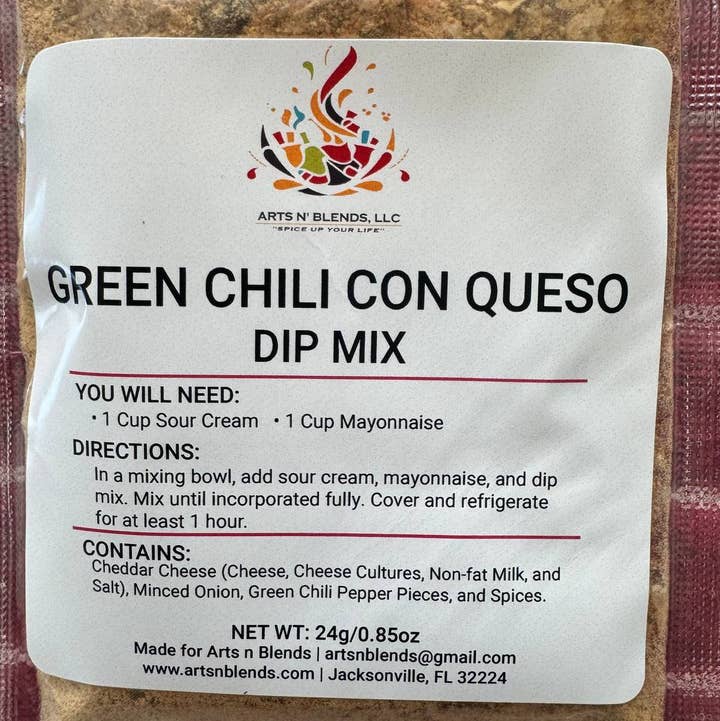 ARTS N' BLENDS, LLC
"SPICE UP YOUR LIFE"
GREEN CHILI CON QUESO
DIP MIX
YOU WILL NEED:
• 1 Cup Sour Cream • 1 Cup Mayonnaise
DIRECTIONS:
In a mixing bowl, add sour cream, mayonnaise, and dip
mix. Mix until incorporated fully. Cover and refrigerate
for at least 1 hour.
CONTAINS:
Cheddar Cheese (Cheese, Cheese Cultures, Non-fat Milk, and
Salt), Minced Onion, Green Chili Pepper Pieces, and Spices.
NET WT: 24g/0.85oz
Made for Arts n Blends | artsnblends@gmail.com
www.artsnblends.com | Jacksonville, FL 32224